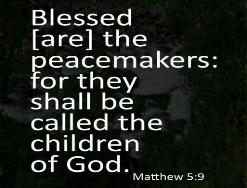 Blessed
[are] the
peacemakers:
for they
shall be
called the
children
of God.
Matthew 5:9